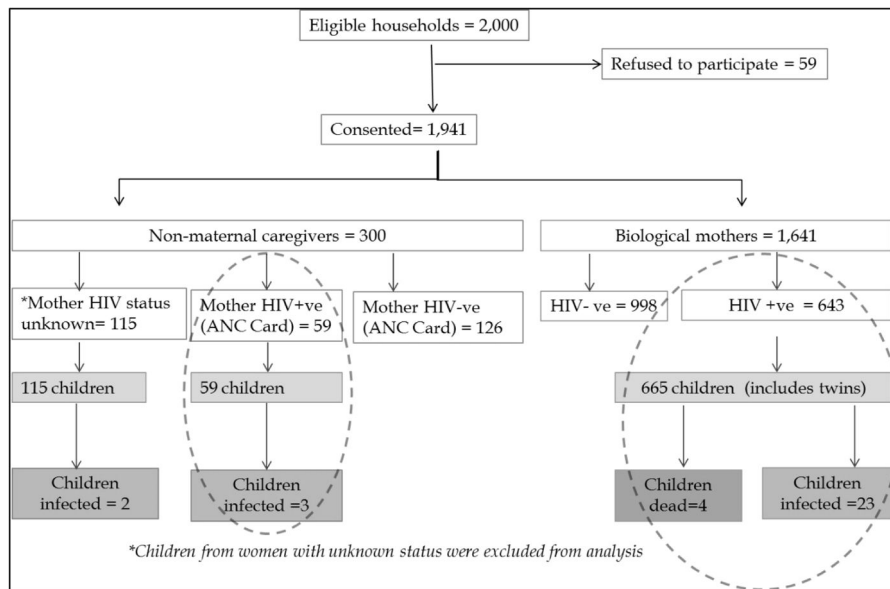 Eligible households = 2,000
Refused to participate = 59
Consented= 1,941
Non-maternal caregivers = 300
Biological mothers = 1,641
*Mother HIV status
unknown= 115
Mother HIV+ve
(ANC Card) = 59
Mother HIV-ve
(ANC Card) = 126
HIV- ve = 998
HIV +ve = 643
115 children
59 children
665 children (includes twins)
Children
infected = 2
Children
infected =3
Children
dead=4
Children
infected=23
*Children from women with unknown status were excluded from analysis